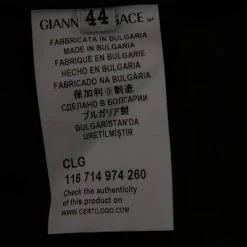 44
GIANN SACE SPA
FABBRICATA IN BULGARIA
MADE IN BULGARIA
FABRIQUÉ EN BULGARIE
HECHO EN BULGARIA
FABRICADO NA BULGÁRIA
保加利亚制造
СДЕЛАНО В БОЛГАРИИ
ブルガリア製
BULGARİSTAN'DA
ÜRETİLMİŞTİR
CLG
116 714 974 260
Check the authenticity
of this product on
www.CERTILOGO.com